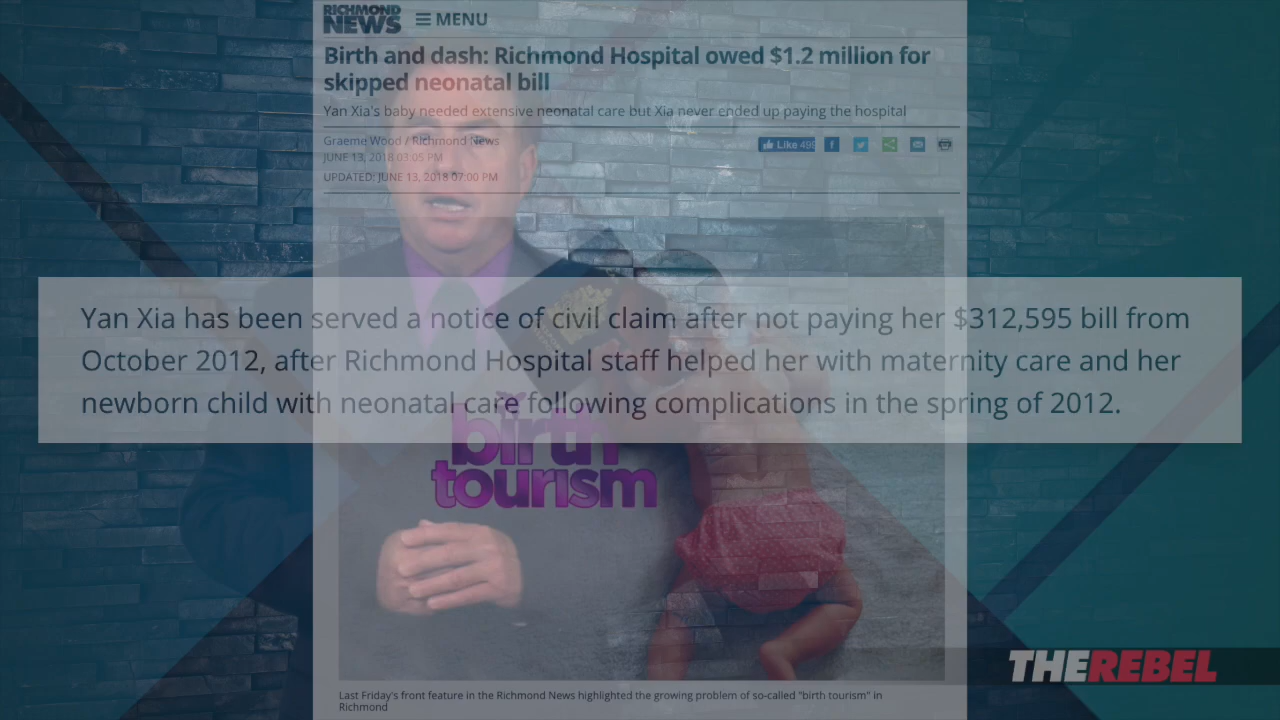 RICHMOND
NEWS
MENU
Birth and dash: Richmond Hospital owed $1.2 million for
skipped neonatal bill
Yan Xia's baby needed extensive neonatal care but Xia never ended up paying the hospital
Graeme Wood / Richmond News
JUNE 13, 2018 03:05 PM
UPDATED: JUNE 13, 2018 07:00 PM
Like 499
Yan Xia has been served a notice of civil claim after not paying her $312,595 bill from
October 2012, after Richmond Hospital staff helped her with maternity care and her
newborn child with neonatal care following complications in the spring of 2012.
birth
tourism
THEREBEL
Last Friday's front feature in the Richmond News highlighted the growing problem of so-called "birth tourism" in
Richmond